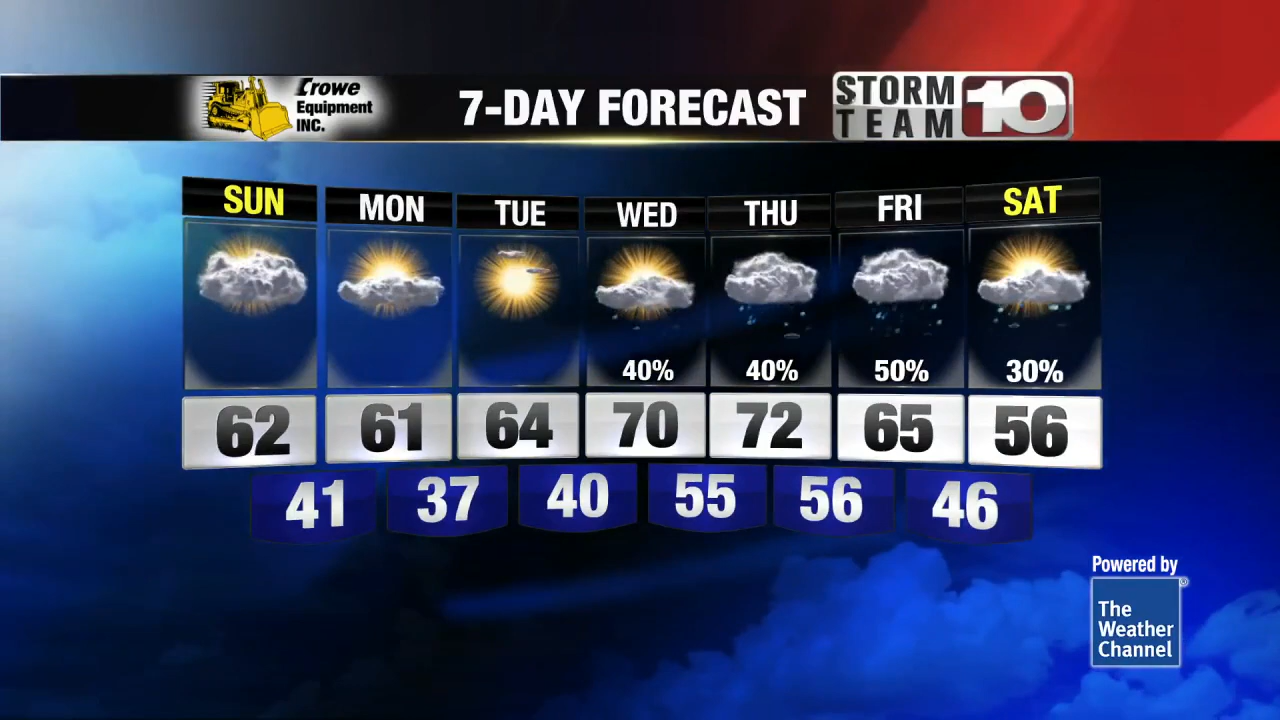 Crowe
Equipment
INC.
7-DAY FORECAST
STORM
TEAM
10
SUN MON TUE WED THU FRI SAT
40% 40% 50% 30%
62 61 64 70 72 65 56
41 37 40 55 56 46
Powered by
The
Weather
Channel
®